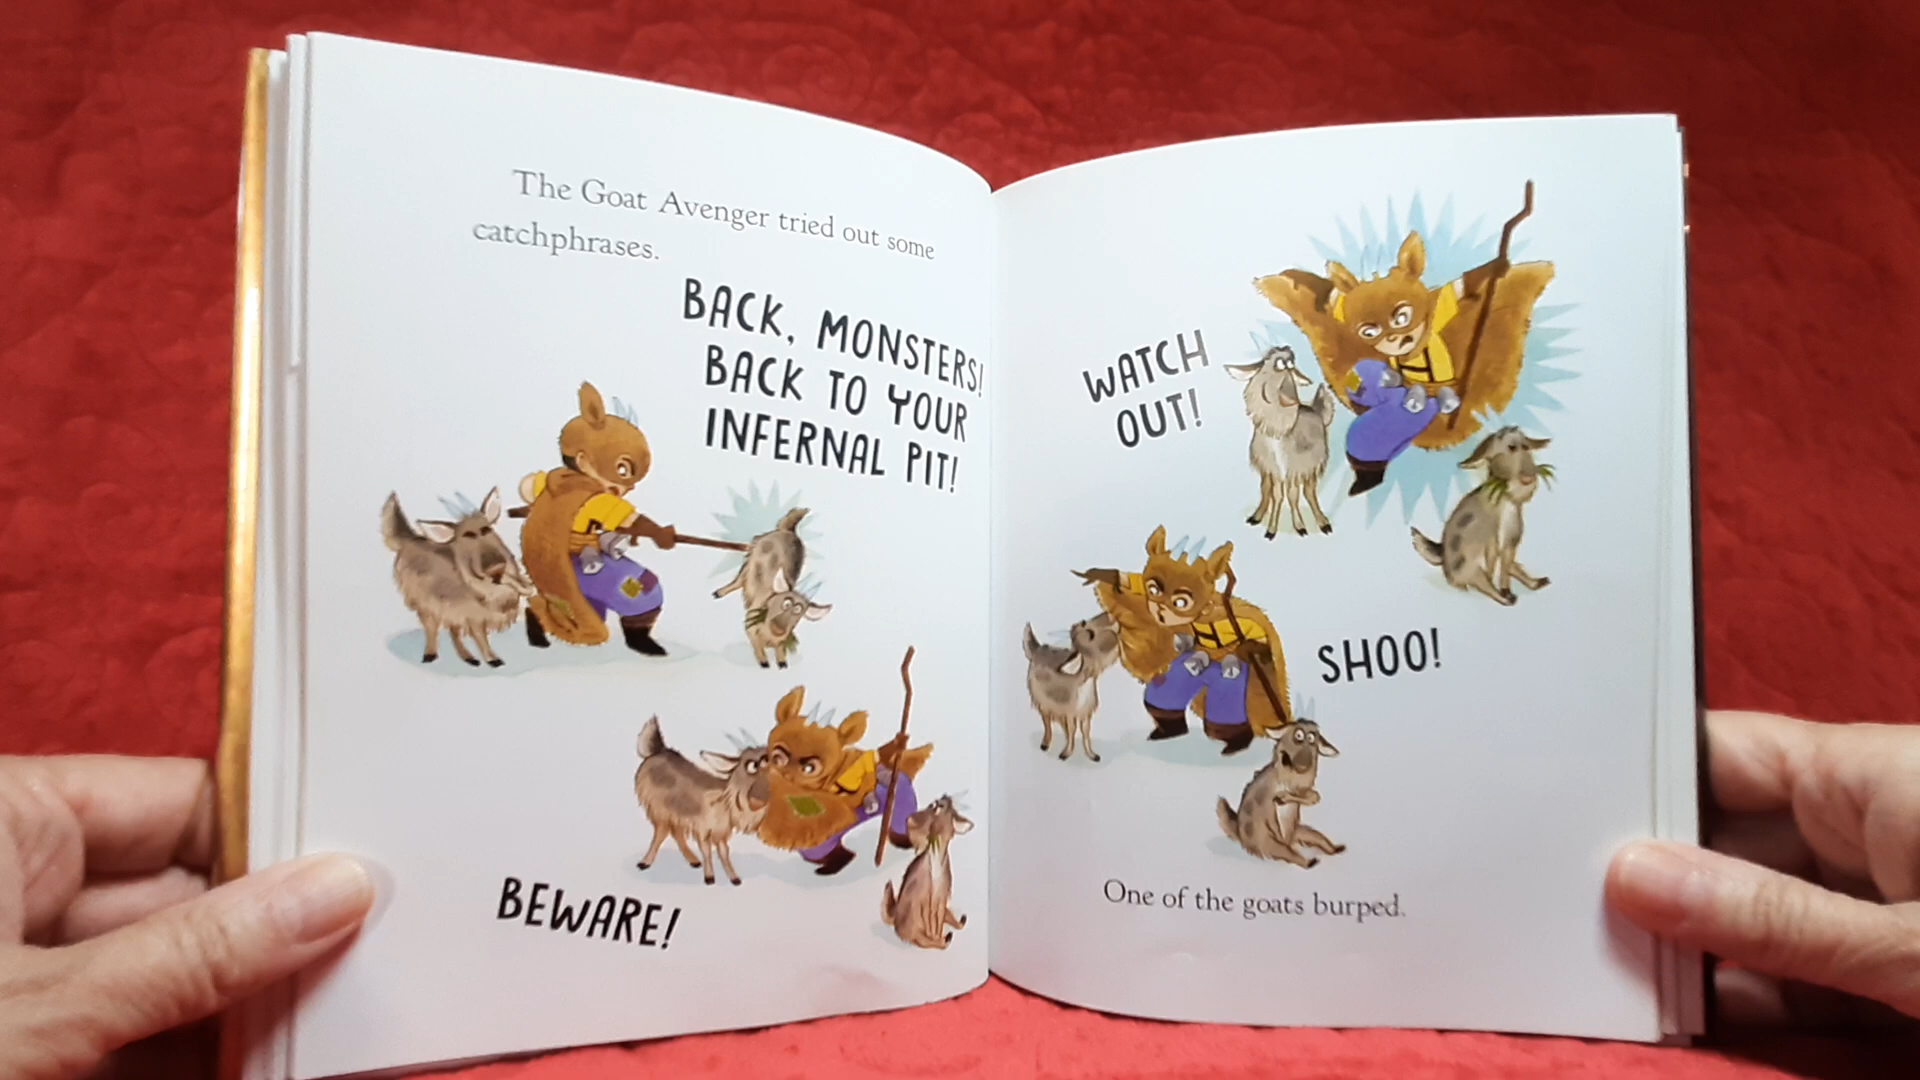 The Goat Avenger tried out some
catchphrases.
BACK, MONSTERS!
BACK TO YOUR
INFERNAL PIT!
BEWARE!
WATCH
OUT!
SHOO!
One of the goats burped.